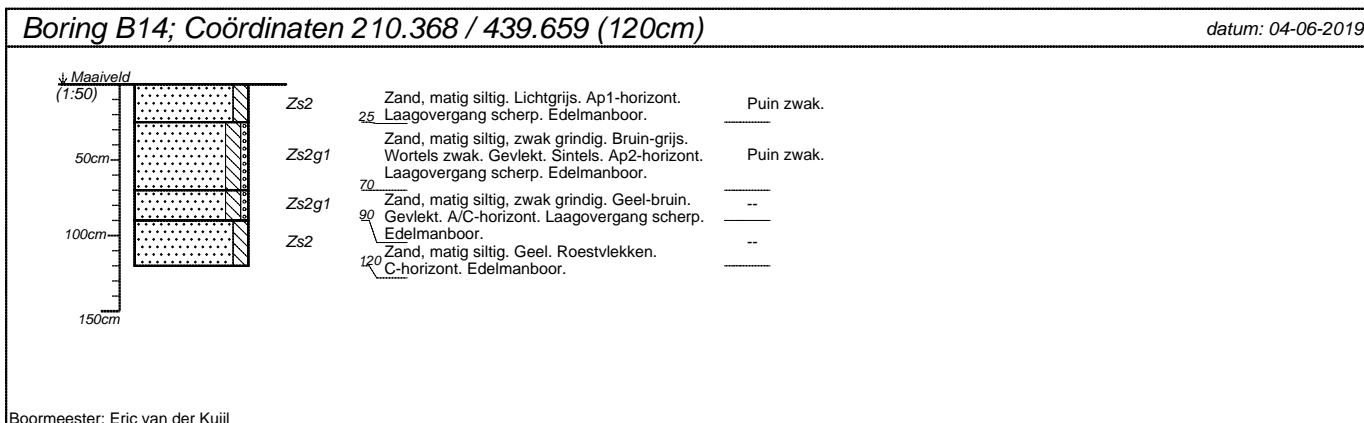 Boring B14; Coördinaten 210.368 / 439.659 (120cm)
datum: 04-06-2019
Maaiveld
(1:50)
50cm
100cm
150cm
Zs2
25
Zand, matig siltig. Lichtgrijs. Ap1-horizont.
Laagovergang scherp. Edelmanboor.
Puin zwak.
Zs2g1
70
Zand, matig siltig, zwak grindig. Bruin-grijs.
Wortels zwak. Gevlekt. Sintels. Ap2-horizont.
Laagovergang scherp. Edelmanboor.
Puin zwak.
Zs2g1
90
Zand, matig siltig, zwak grindig. Geel-bruin.
Gevlekt. A/C-horizont. Laagovergang scherp.
Edelmanboor.
--
Zs2
120
Zand, matig siltig. Geel. Roestvlekken.
C-horizont. Edelmanboor.
--
Boormeester: Eric van der Kuijl